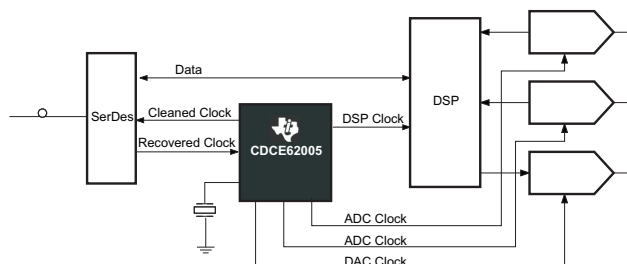 Data
SerDes
Cleaned Clock
Recovered Clock
CDCE62005
DSP Clock
DSP
ADC Clock
ADC Clock
DAC Clock